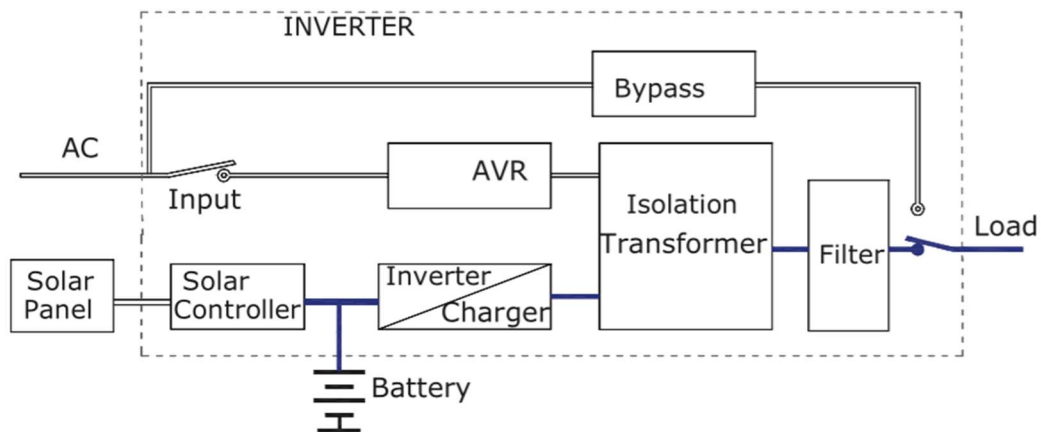 INVERTER
Bypass
AC
Input
AVR
Isolation
Transformer
Filter
Load
Solar
Panel
Solar
Controller
Inverter
Charger
Battery